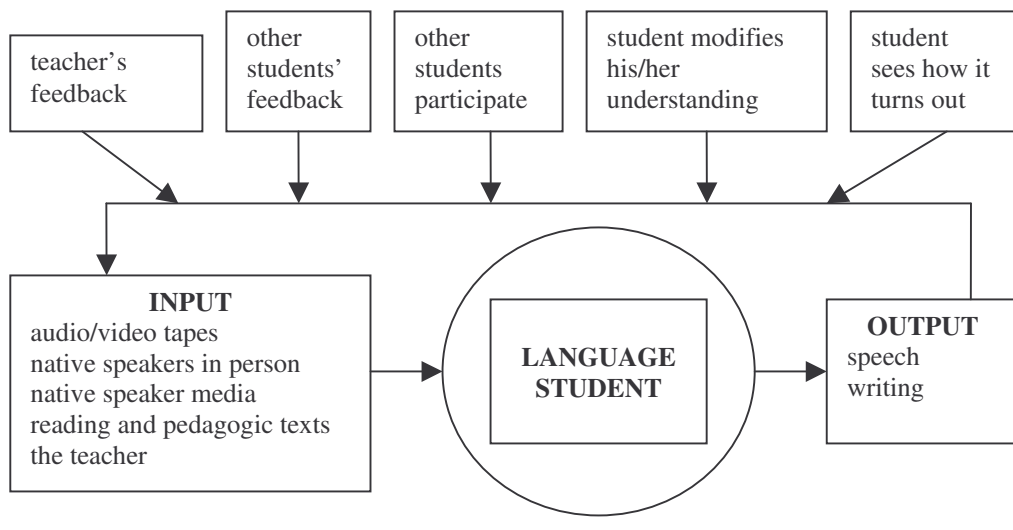 teacher’s
feedback
other
students’
feedback
other
students
participate
student modifies
his/her
understanding
student
sees how it
turns out
INPUT
audio/video tapes
native speakers in person
native speaker media
reading and pedagogic texts
the teacher
LANGUAGE
STUDENT
OUTPUT
speech
writing